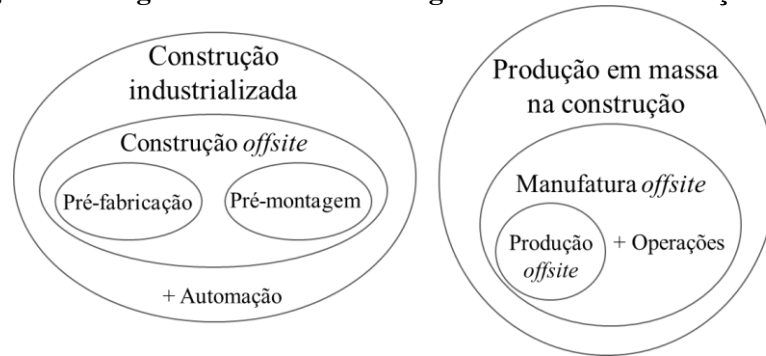 Construção
industrializada
Construção offsite
Pré-fabricação
Pré-montagem
+ Automação
Produção em massa
na construção
Manufatura offsite
Produção
offsite
+ Operações